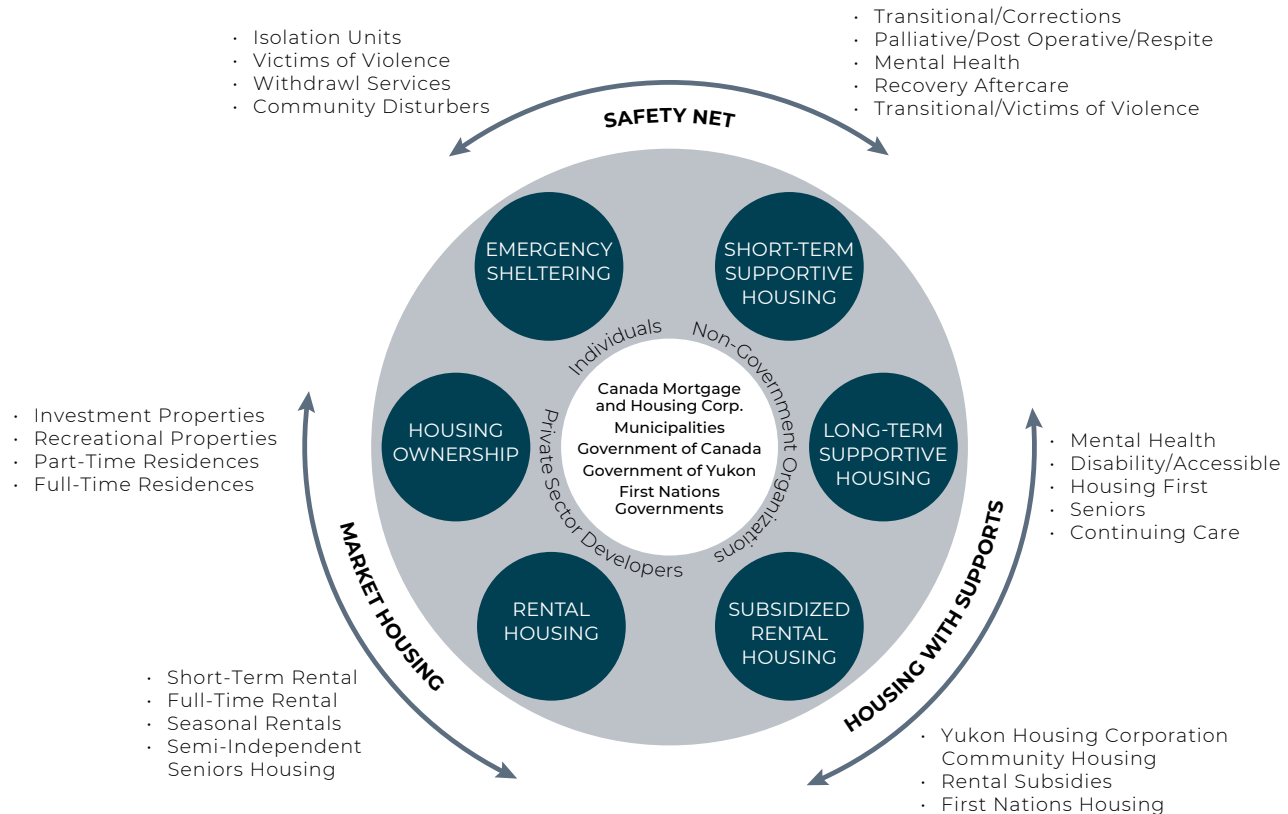 · Isolation Units
· Victims of Violence
· Withdrawl Services
· Community Disturbers
· Transitional/Corrections
· Palliative/Post Operative/Respite
· Mental Health
· Recovery Aftercare
· Transitional/Victims of Violence
SAFETY NET
EMERGENCY
SHELTERING
SHORT-TERM
SUPPORTIVE
HOUSING
Individuals
Non-Government Organizations
Private Sector Developers
Canada Mortgage
and Housing Corp.
Municipalities
Government of Canada
Government of Yukon
First Nations
Governments
HOUSING
OWNERSHIP
LONG-TERM
SUPPORTIVE
HOUSING
· Investment Properties
· Recreational Properties
· Part-Time Residences
· Full-Time Residences
· Mental Health
· Disability/Accessible
· Housing First
· Seniors
· Continuing Care
MARKET HOUSING
HOUSING WITH SUPPORTS
RENTAL
HOUSING
SUBSIDIZED
RENTAL
HOUSING
· Short-Term Rental
· Full-Time Rental
· Seasonal Rentals
· Semi-Independent
Seniors Housing
· Yukon Housing Corporation
Community Housing
· Rental Subsidies
· First Nations Housing